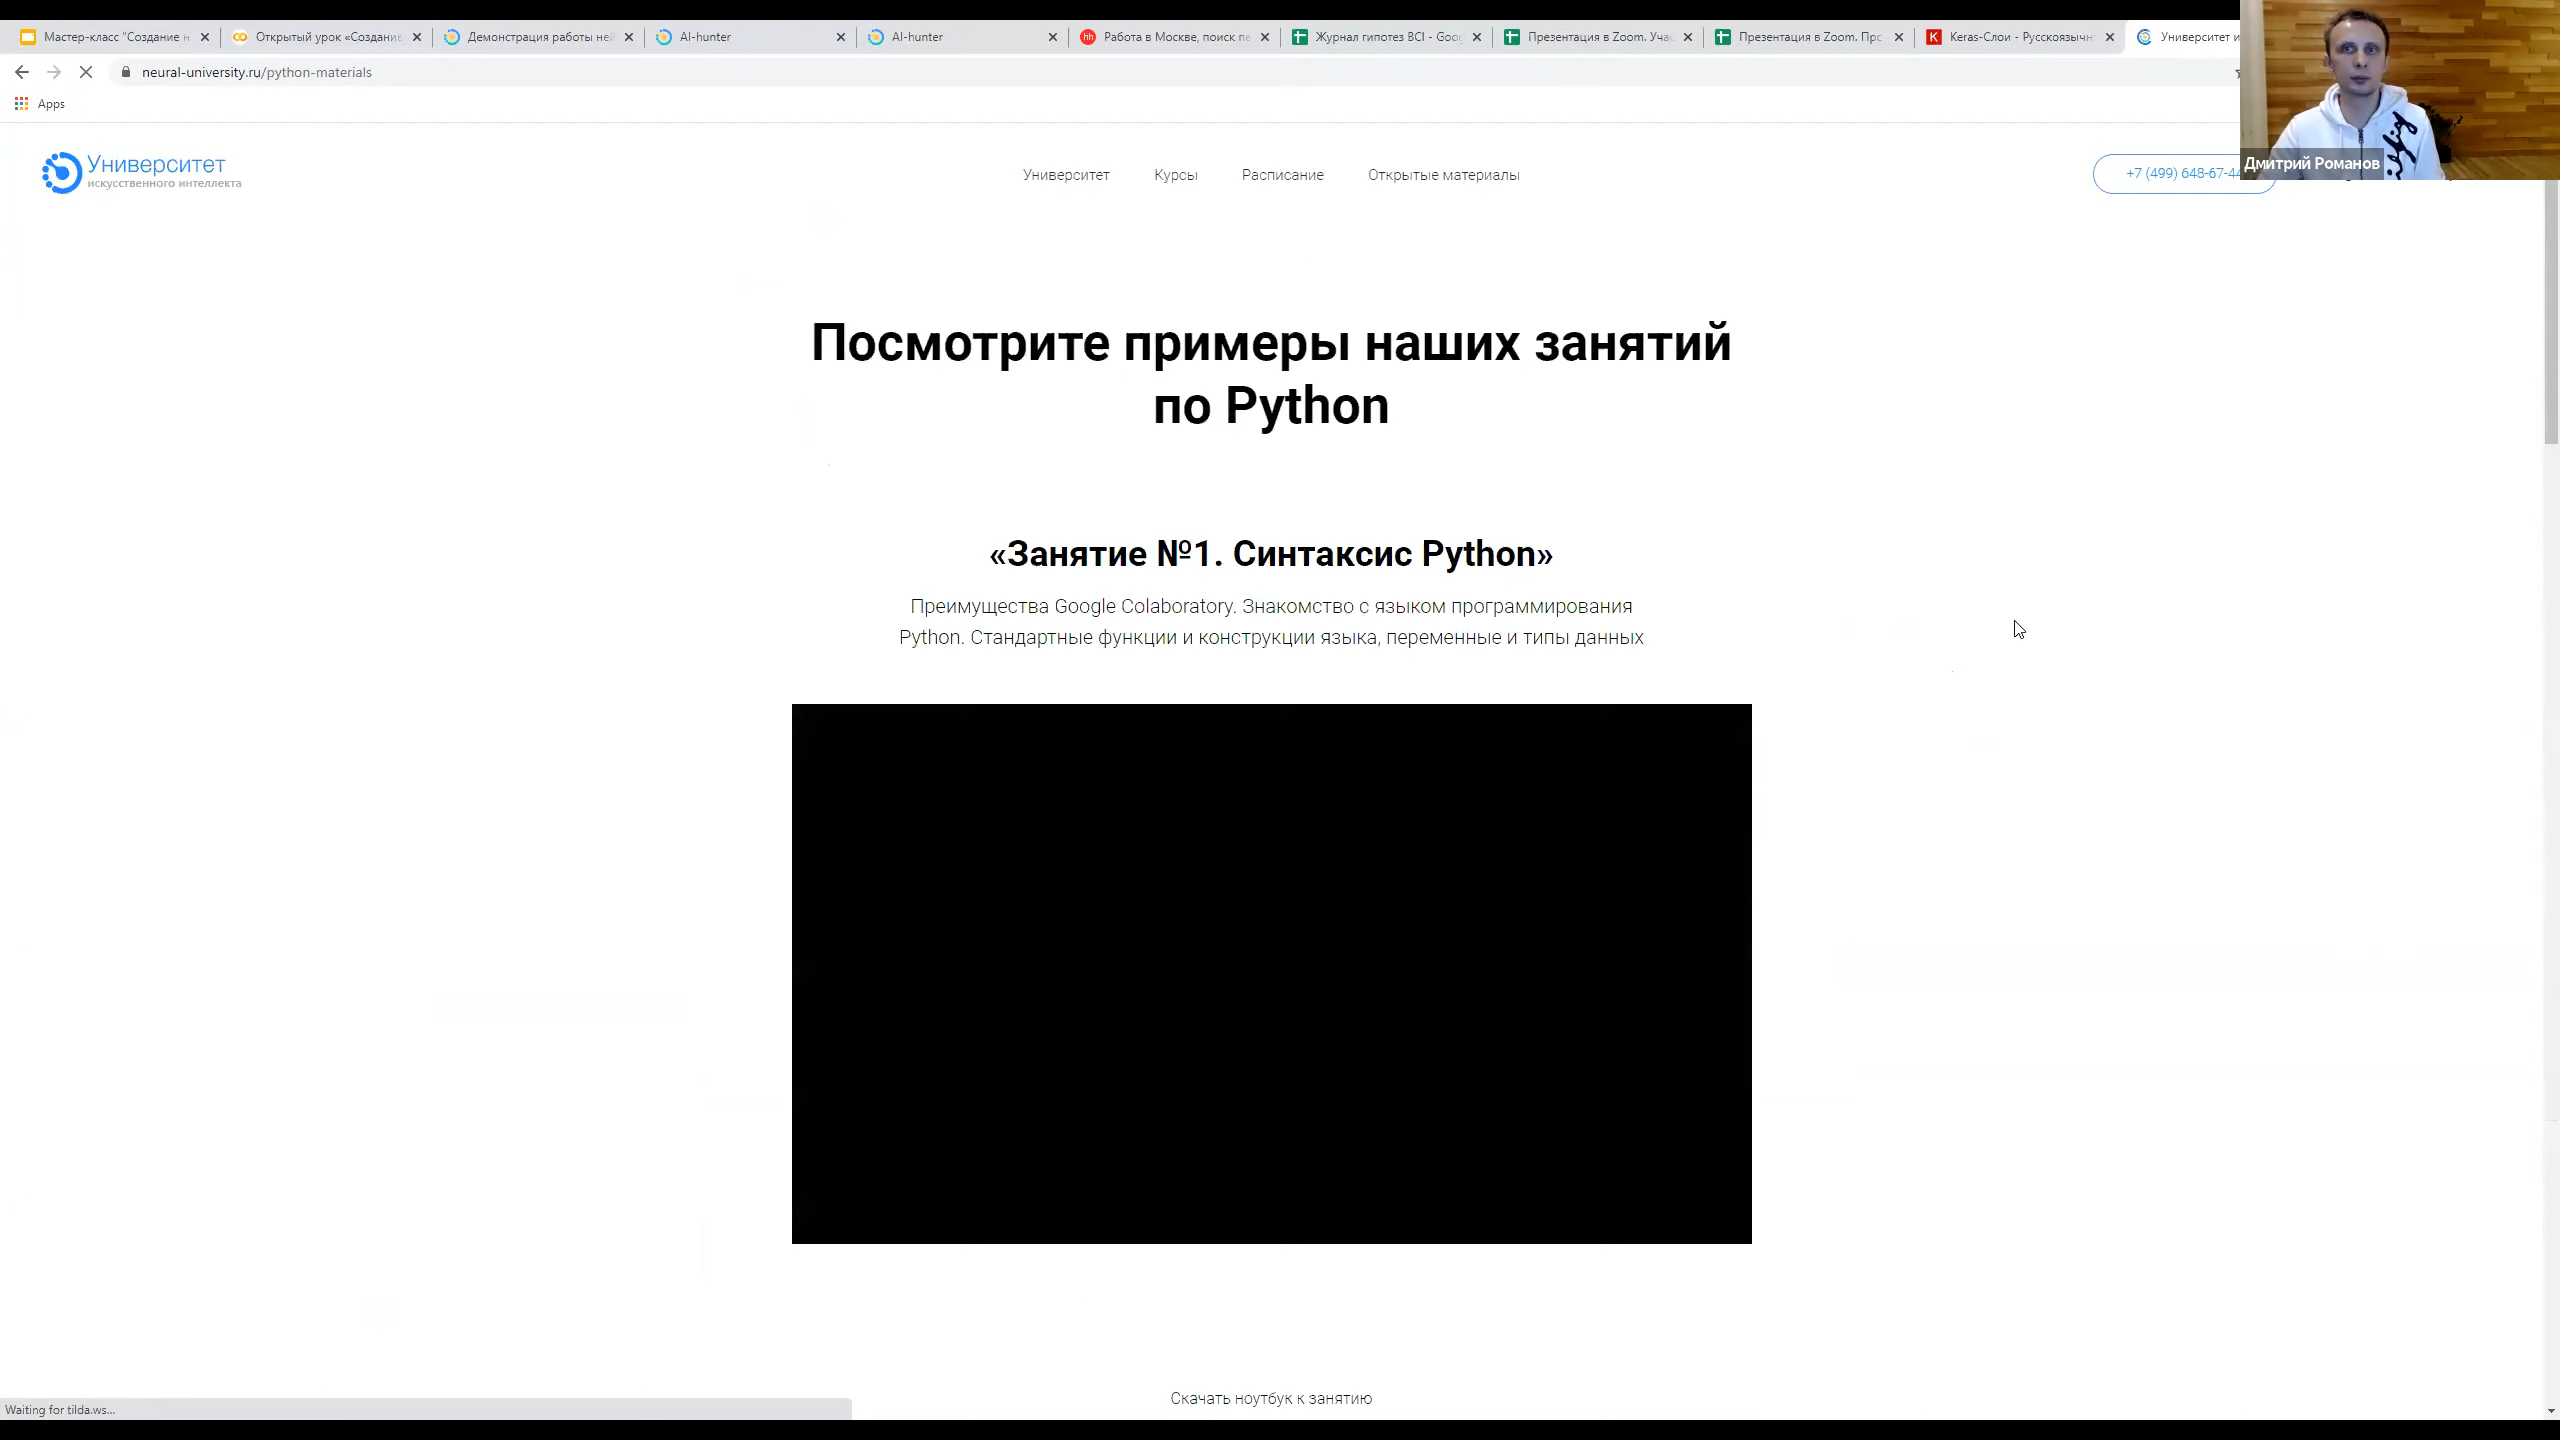 Мастер-класс "Создание н
Открытый урок «Создание
Демонстрация работы ней
AI-hunter
AI-hunter
Работа в Москве, поиск пе
Журнал гипотез BCI - Goog
Презентация в Zoom. Учас
Презентация в Zoom. Прс
Keras-Слои - Русскоязычн
Университет и
neural-university.ru/python-materials
Apps
Университет
искусственного интеллекта
Университет
Курсы
Расписание
Открытые материалы
+7 (499) 648-67-44
Дмитрий Романов
Посмотрите примеры наших занятий
по Python
«Занятие №1. Синтаксис Python»
Преимущества Google Colaboratory. Знакомство с языком программирования
Python. Стандартные функции и конструкции языка, переменные и типы данных
Скачать ноутбук к занятию
Waiting for tilda.ws...